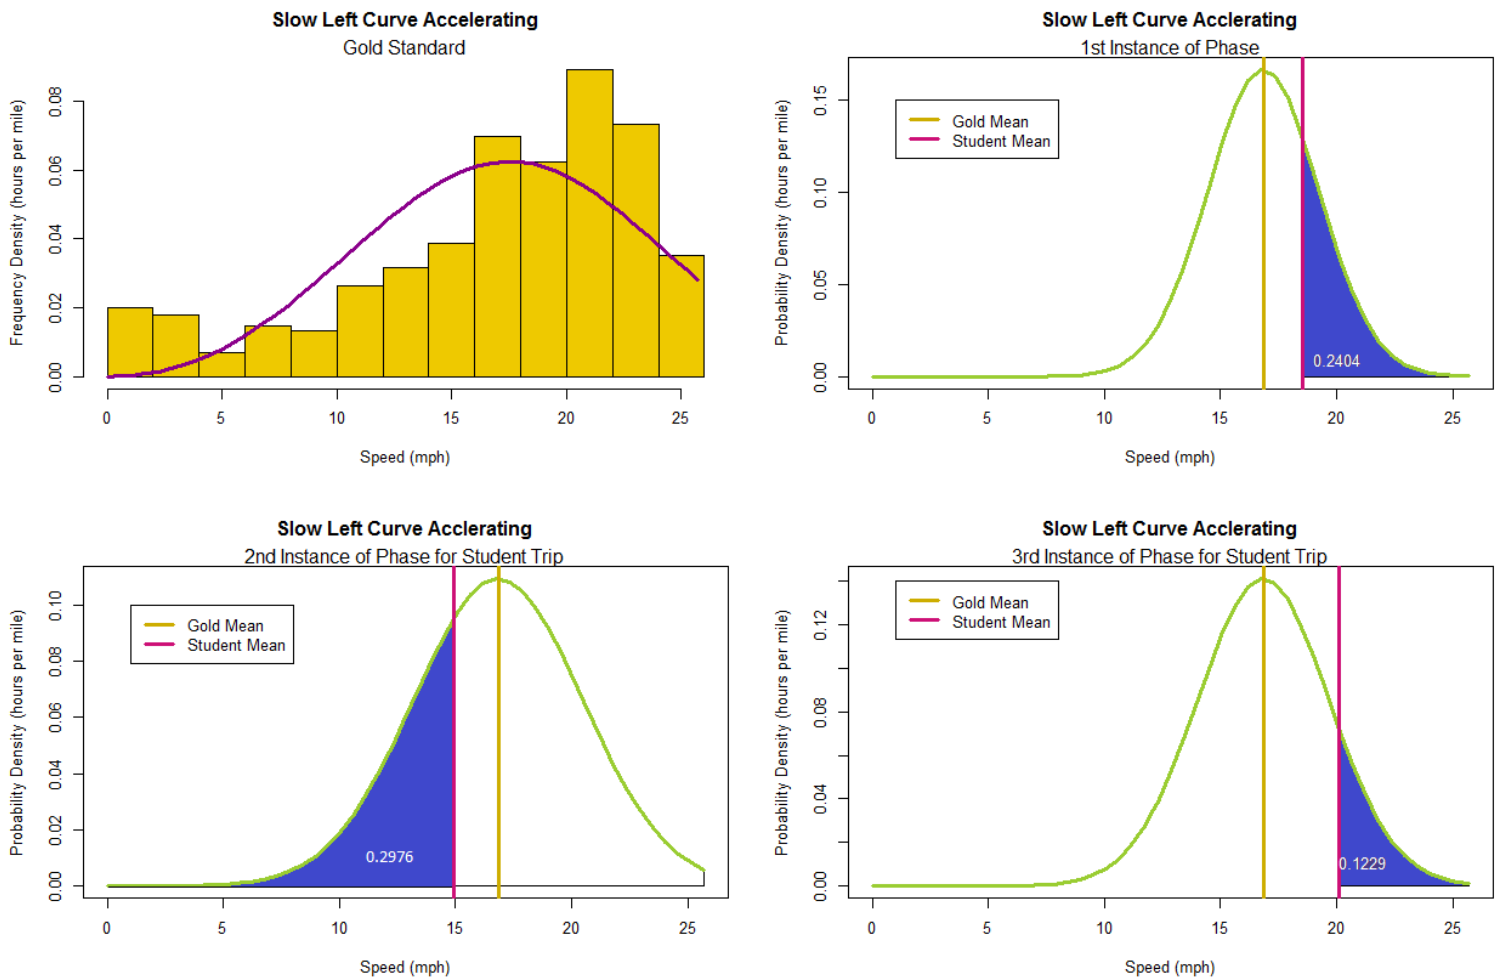 Slow Left Curve Accelerating
Gold Standard
Frequency Density (hours per mile)
0.08
0.06
0.04
0.02
0.00
0 5 10 15 20 25
Speed (mph)
Slow Left Curve Acclerating
1st Instance of Phase
Probability Density (hours per mile)
0.15
0.10
0.05
0.00
Gold Mean
Student Mean
0.2404
0 5 10 15 20 25
Speed (mph)
Slow Left Curve Acclerating
2nd Instance of Phase for Student Trip
Probability Density (hours per mile)
0.10
0.08
0.06
0.04
0.02
0.00
Gold Mean
Student Mean
0.2976
0 5 10 15 20 25
Speed (mph)
Slow Left Curve Acclerating
3rd Instance of Phase for Student Trip
Probability Density (hours per mile)
0.12
0.08
0.04
0.00
Gold Mean
Student Mean
0.1229
0 5 10 15 20 25
Speed (mph)